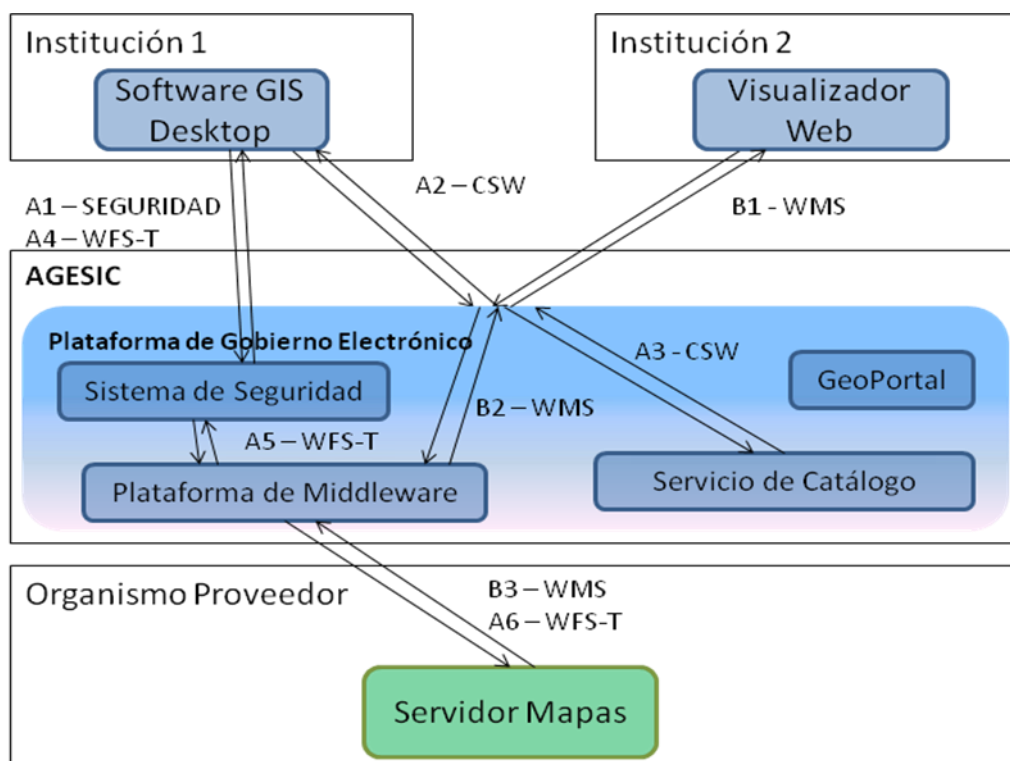 Institución 1
Software GIS
Desktop
Institución 2
Visualizador
Web
A1 – SEGURIDAD
A4 – WFS-T
A2 – CSW
B1 - WMS
AGESIC
Plataforma de Gobierno Electrónico
Sistema de Seguridad
A3 - CSW
GeoPortal
B2 – WMS
A5 – WFS-T
Plataforma de Middleware
Servicio de Catálogo
Organismo Proveedor
B3 – WMS
A6 – WFS-T
Servidor Mapas